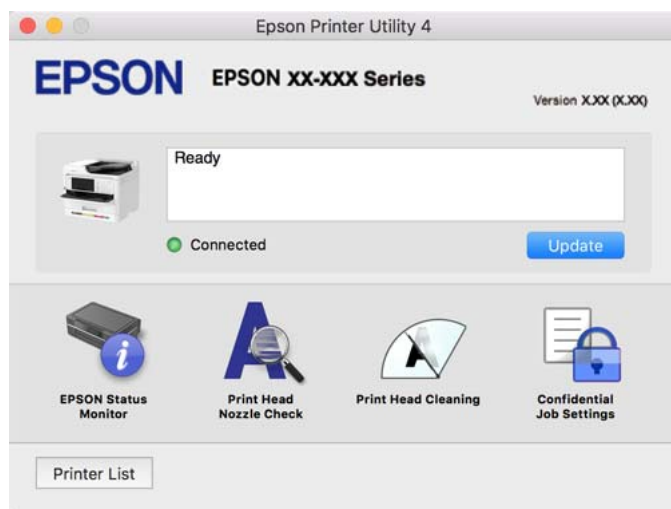 Epson Printer Utility 4
EPSON
EPSON XX-XXX Series
Version X.XX (X.XX)
Ready
Connected
Update
EPSON Status
Monitor
Print Head
Nozzle Check
Print Head Cleaning
Confidential
Job Settings
Printer List